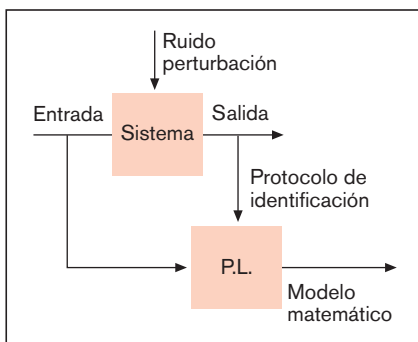 Ruido
perturbación
Entrada
Sistema
Salida
Protocolo de
identificación
P.L.
Modelo
matemático